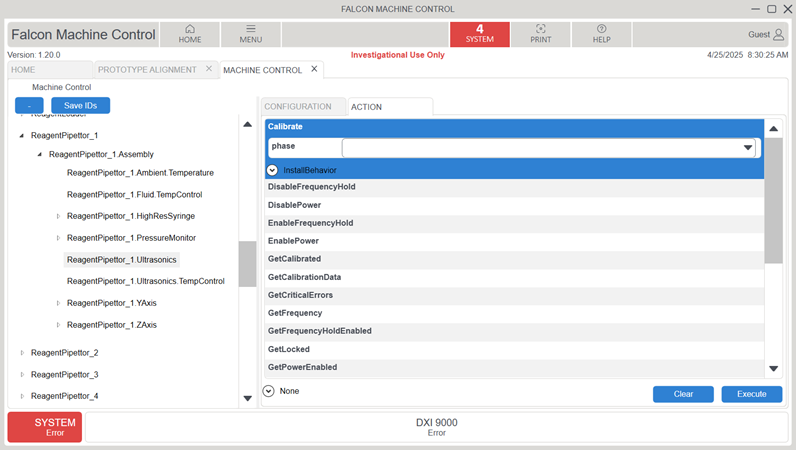 FALCON MACHINE CONTROL
Falcon Machine Control
HOME
MENU
4
SYSTEM
PRINT
HELP
Guest
Version: 1.20.0
Investigational Use Only
4/25/2025 8:30:25 AM
HOME
PROTOTYPE ALIGNMENT
MACHINE CONTROL
Machine Control
-
Save IDs
ReagentPipettor_1
ReagentPipettor_1.Assembly
ReagentPipettor_1.Ambient.Temperature
ReagentPipettor_1.Fluid.TempControl
ReagentPipettor_1.HighResSyringe
ReagentPipettor_1.PressureMonitor
ReagentPipettor_1.Ultrasonics
ReagentPipettor_1.Ultrasonics.TempControl
ReagentPipettor_1.YAxis
ReagentPipettor_1.ZAxis
ReagentPipettor_2
ReagentPipettor_3
ReagentPipettor_4
CONFIGURATION
ACTION
Calibrate
phase
InstallBehavior
DisableFrequencyHold
DisablePower
EnableFrequencyHold
EnablePower
GetCalibrated
GetCalibrationData
GetCriticalErrors
GetFrequency
GetFrequencyHoldEnabled
GetLocked
GetPowerEnabled
None
Clear
Execute
SYSTEM
Error
DXI 9000
Error